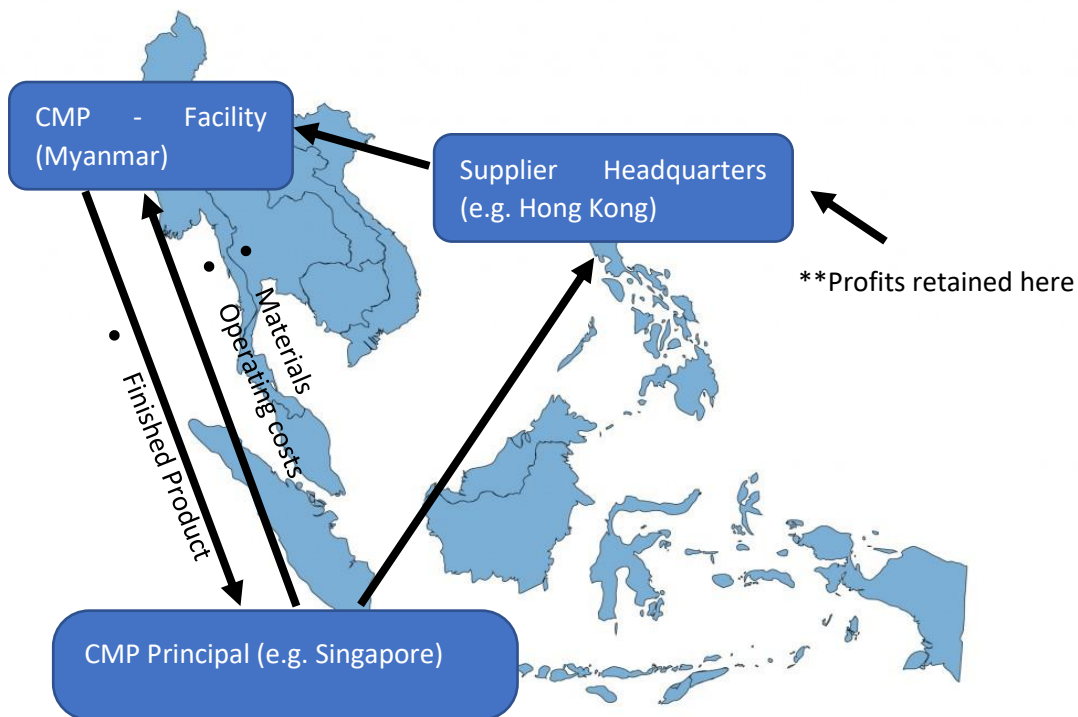 CMP - Facility
(Myanmar)
Supplier Headquarters
(e.g. Hong Kong)
**Profits retained here
• Materials
• Operating costs
• Finished Product
CMP Principal (e.g. Singapore)